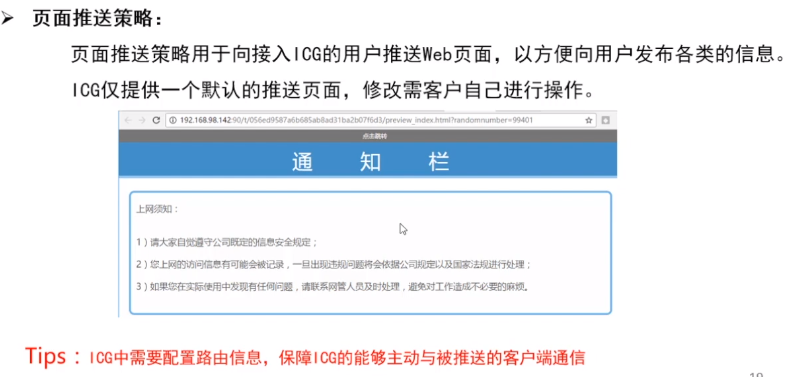 ➢ 页面推送策略：
页面推送策略用于向接入ICG的用户推送Web页面，以方便向用户发布各类的信息。
ICG仅提供一个默认的推送页面，修改需客户自己进行操作。
192.168.98.142:90/t/056ed9587a6b685ab8ad31ba2b07f6d3/preview_index.html?randomnumber=99401
点击跳转
通 知 栏
上网须知：
1）请大家自觉遵守公司既定的信息安全规定；
2）您上网的访问信息有可能会被记录，一旦出现违规问题将会依据公司规定以及国家法规进行处理；
3）如果您在实际使用中发现有任何问题，请联系网管人员及时处理，避免对工作造成不必要的麻烦。
Tips：ICG中需要配置路由信息，保障ICG的能够主动与被推送的客户端通信